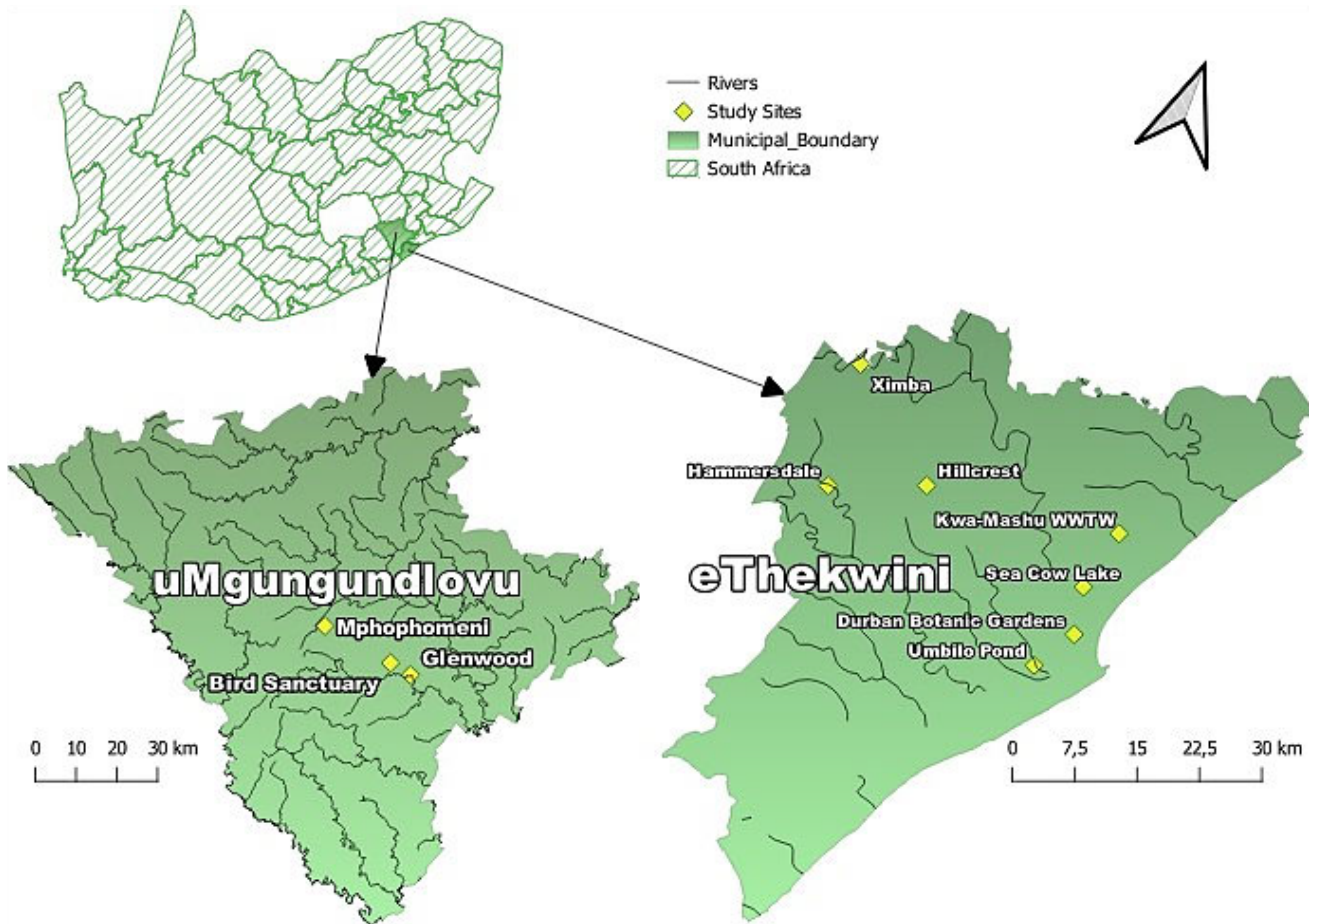 Rivers
Study Sites
Municipal_Boundary
South Africa
Ximba
Hammersdale
Hillcrest
Kwa-Mashu WWTW
eThekwini
Sea Cow Lake
Durban Botanic Gardens
Umbilo Pond
0 7,5 15 22,5 30 km
uMgungundlovu
Mphophomeni
Glenwood
Bird Sanctuary
0 10 20 30 km